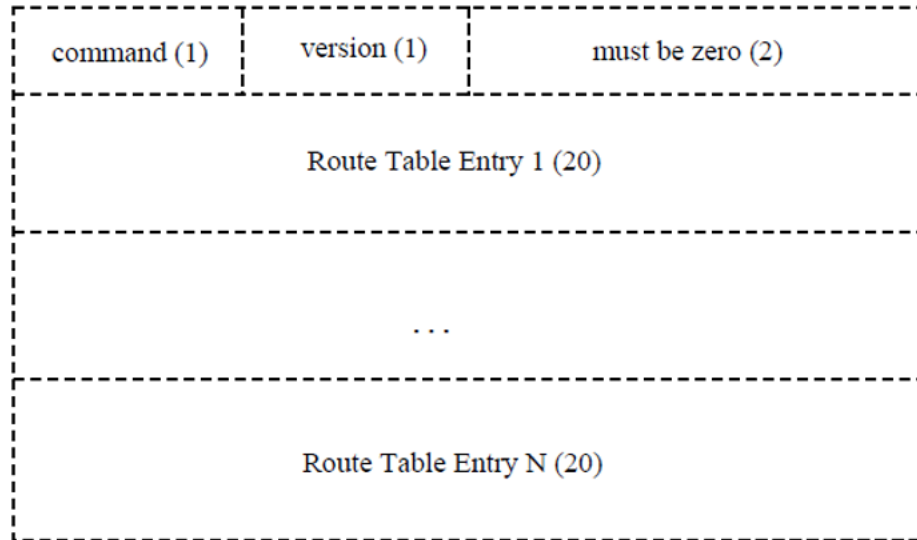 command (1) version (1) must be zero (2)
Route Table Entry 1 (20)
...
Route Table Entry N (20)